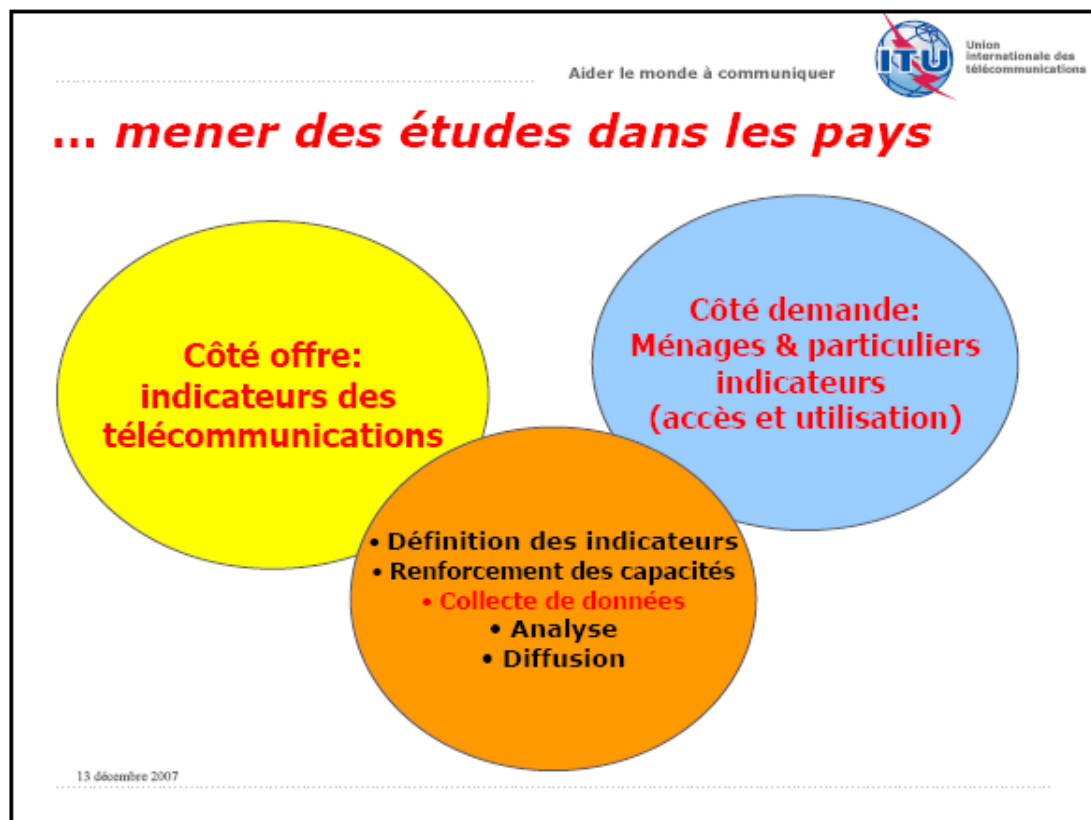 Aider le monde à communiquer
ITU
Union
internationale des
télécommunications
... mener des études dans les pays
Côté offre:
indicateurs des
télécommunications
Côté demande:
Ménages & particuliers
indicateurs
(accès et utilisation)
• Définition des indicateurs
• Renforcement des capacités
• Collecte de données
• Analyse
• Diffusion
13 décembre 2007